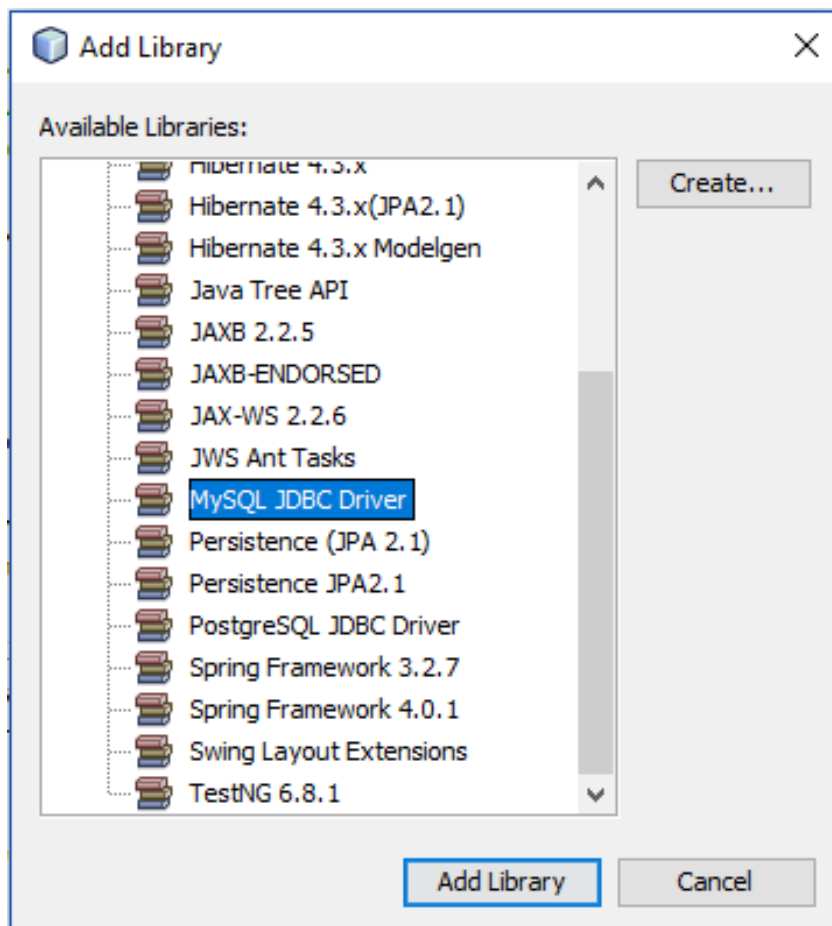 Add Library
Available Libraries:
Hibernate 4.3.x
Create...
Hibernate 4.3.x(JPA2.1)
Hibernate 4.3.x Modelgen
Java Tree API
JAXB 2.2.5
JAXB-ENDORSED
JAX-WS 2.2.6
JWS Ant Tasks
MySQL JDBC Driver
Persistence (JPA 2.1)
Persistence JPA2.1
PostgreSQL JDBC Driver
Spring Framework 3.2.7
Spring Framework 4.0.1
Swing Layout Extensions
TestNG 6.8.1
Add Library
Cancel